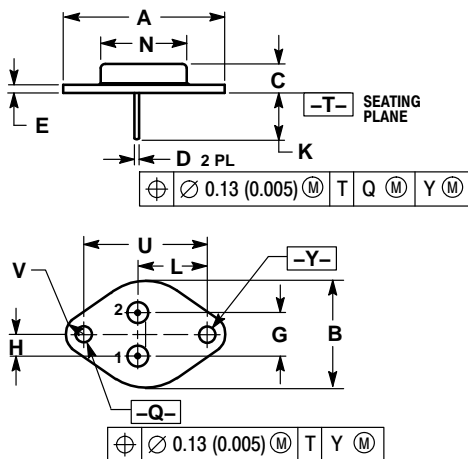 A
N
C
E
–T– SEATING
PLANE
K
D 2 PL
⌖ ∅ 0.13 (0.005) Ⓜ T Q Ⓜ Y Ⓜ
U
V
L
–Y–
2
H
G
B
1
–Q–
⌖ ∅ 0.13 (0.005) Ⓜ T Y Ⓜ